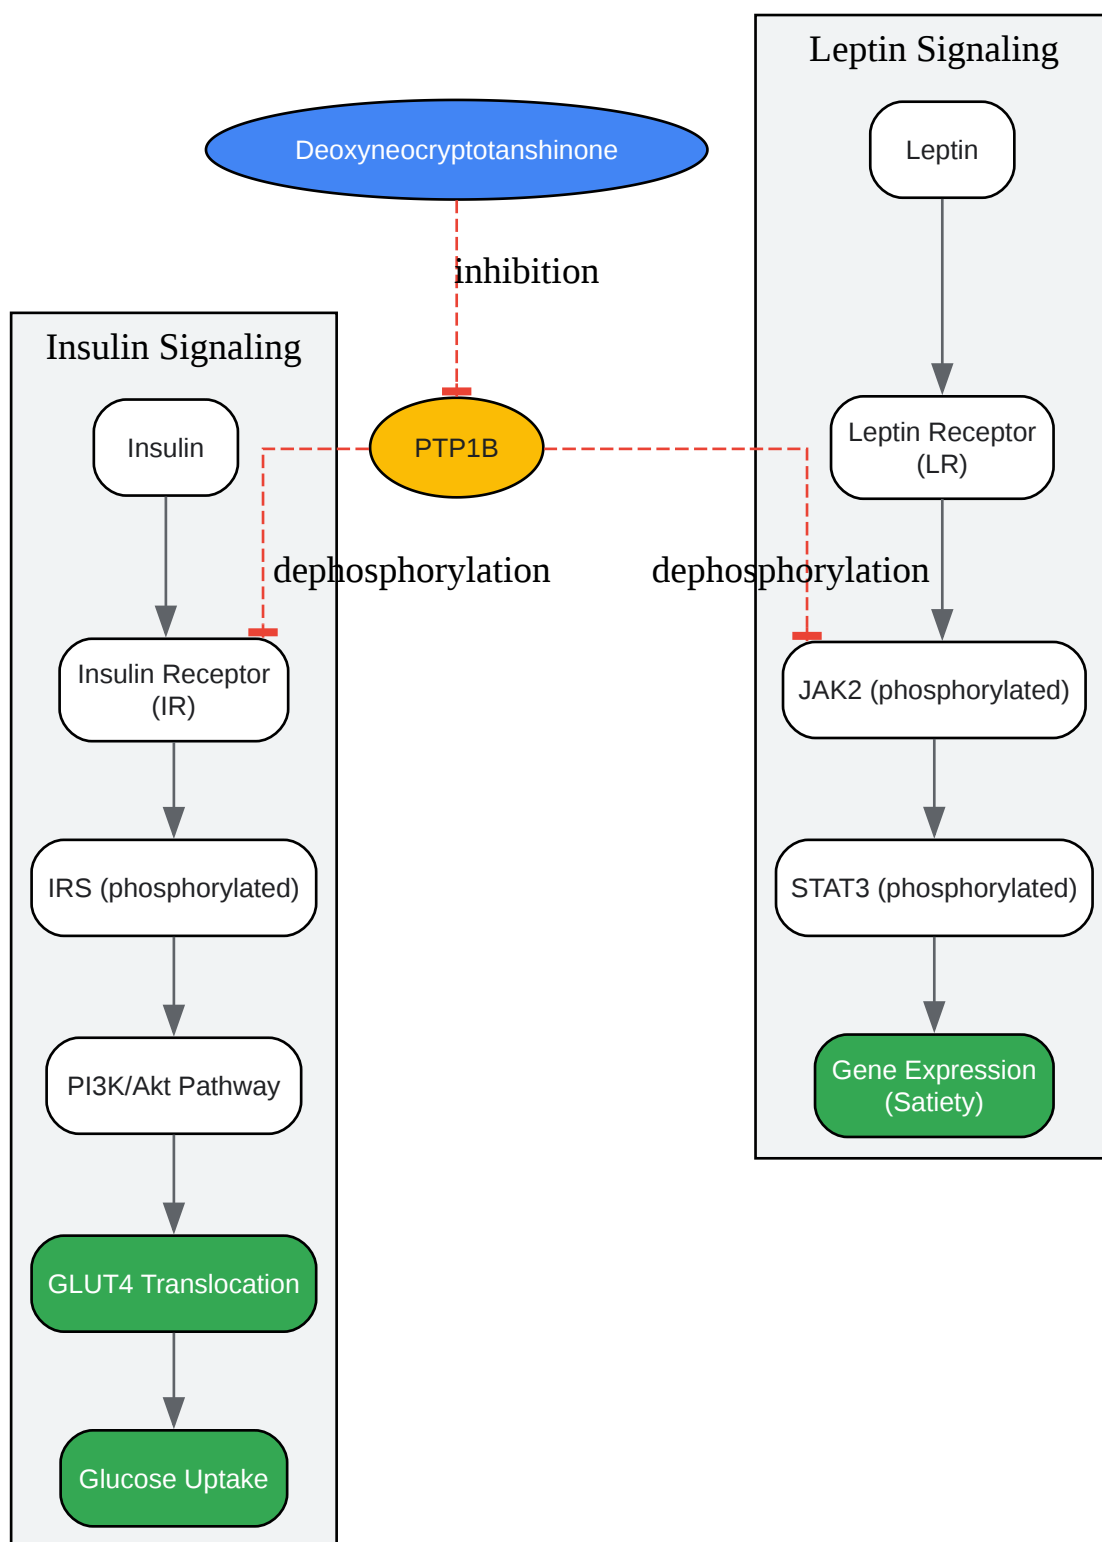 Leptin Signaling
Leptin
Deoxyneocryptotanshinone
inhibition
Insulin Signaling
Insulin
PTP1B
Leptin Receptor
(LR)
dephosphorylation
dephosphorylation
Insulin Receptor
(IR)
JAK2 (phosphorylated)
IRS (phosphorylated)
STAT3 (phosphorylated)
PI3K/Akt Pathway
Gene Expression
(Satiety)
GLUT4 Translocation
Glucose Uptake